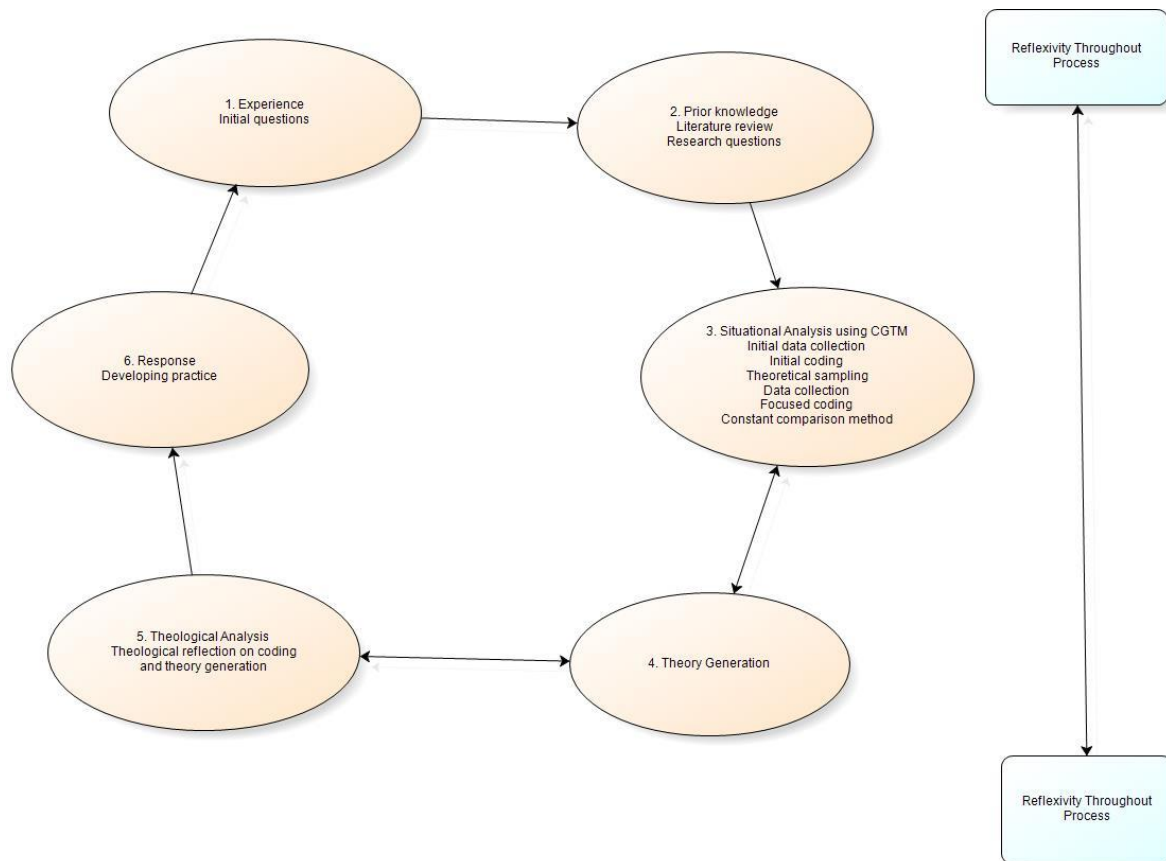 1. Experience
Initial questions
2. Prior knowledge
Literature review
Research questions
3. Situational Analysis using CGTM
Initial data collection
Initial coding
Theoretical sampling
Data collection
Focused coding
Constant comparison method
4. Theory Generation
5. Theological Analysis
Theological reflection on coding
and theory generation
6. Response
Developing practice
Reflexivity Throughout
Process
Reflexivity Throughout
Process